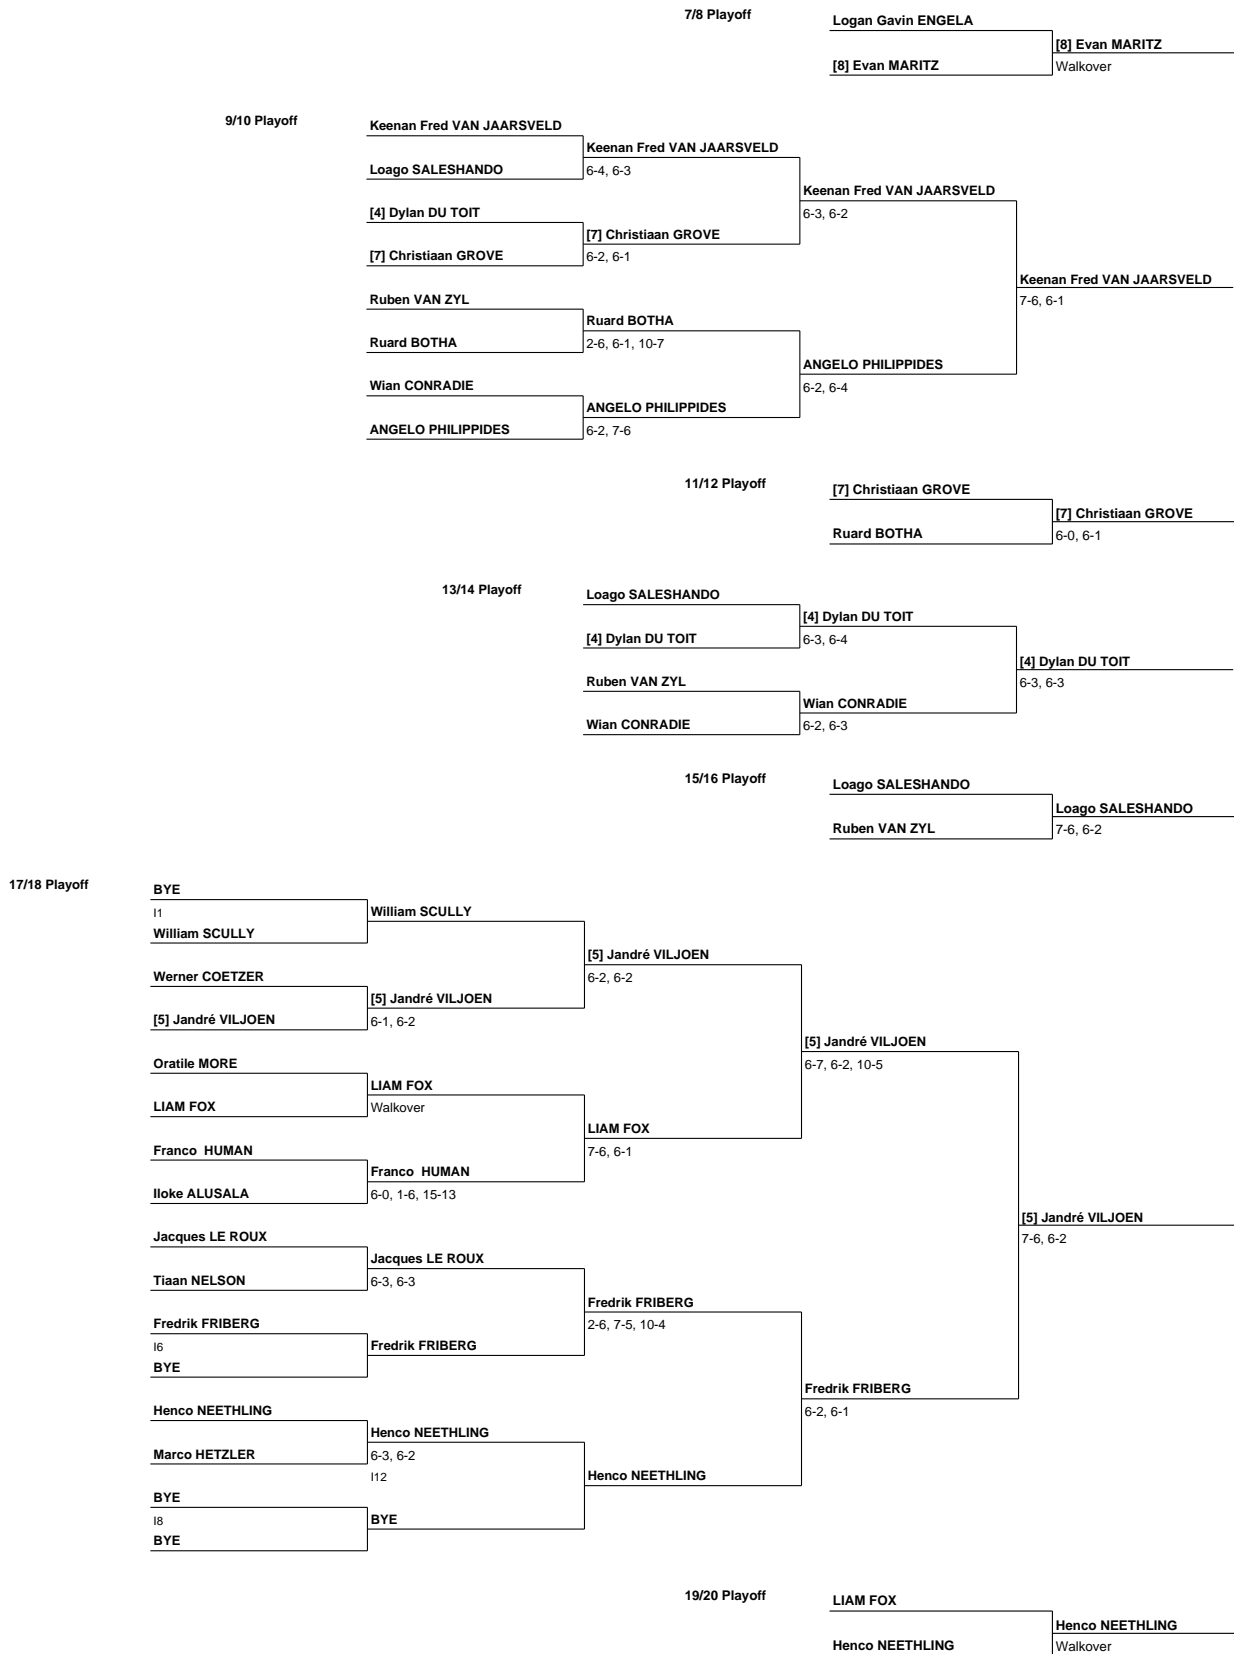 7/8 Playoff
Logan Gavin ENGELA
[8] Evan MARITZ
[8] Evan MARITZ
Walkover
9/10 Playoff
Keenan Fred VAN JAARSVELD
Keenan Fred VAN JAARSVELD
Loago SALESHANDO
6-4, 6-3
Keenan Fred VAN JAARSVELD
[4] Dylan DU TOIT
6-3, 6-2
[7] Christiaan GROVE
[7] Christiaan GROVE
6-2, 6-1
Keenan Fred VAN JAARSVELD
Ruben VAN ZYL
7-6, 6-1
Ruard BOTHA
Ruard BOTHA
2-6, 6-1, 10-7
ANGELO PHILIPPIDES
Wian CONRADIE
6-2, 6-4
ANGELO PHILIPPIDES
ANGELO PHILIPPIDES
6-2, 7-6
11/12 Playoff
[7] Christiaan GROVE
[7] Christiaan GROVE
Ruard BOTHA
6-0, 6-1
13/14 Playoff
Loago SALESHANDO
[4] Dylan DU TOIT
[4] Dylan DU TOIT
6-3, 6-4
[4] Dylan DU TOIT
Ruben VAN ZYL
6-3, 6-3
Wian CONRADIE
Wian CONRADIE
6-2, 6-3
15/16 Playoff
Loago SALESHANDO
Loago SALESHANDO
Ruben VAN ZYL
7-6, 6-2
17/18 Playoff
BYE
I1
William SCULLY
William SCULLY
[5] Jandré VILJOEN
Werner COETZER
6-2, 6-2
[5] Jandré VILJOEN
[5] Jandré VILJOEN
6-1, 6-2
[5] Jandré VILJOEN
Oratile MORE
6-7, 6-2, 10-5
LIAM FOX
LIAM FOX
Walkover
LIAM FOX
Franco  HUMAN
7-6, 6-1
Franco  HUMAN
Iloke ALUSALA
6-0, 1-6, 15-13
[5] Jandré VILJOEN
Jacques LE ROUX
7-6, 6-2
Jacques LE ROUX
Tiaan NELSON
6-3, 6-3
Fredrik FRIBERG
Fredrik FRIBERG
2-6, 7-5, 10-4
I6
Fredrik FRIBERG
BYE
Fredrik FRIBERG
Henco NEETHLING
6-2, 6-1
Henco NEETHLING
Marco HETZLER
6-3, 6-2
I12
Henco NEETHLING
BYE
I8
BYE
BYE
19/20 Playoff
LIAM FOX
Henco NEETHLING
Henco NEETHLING
Walkover